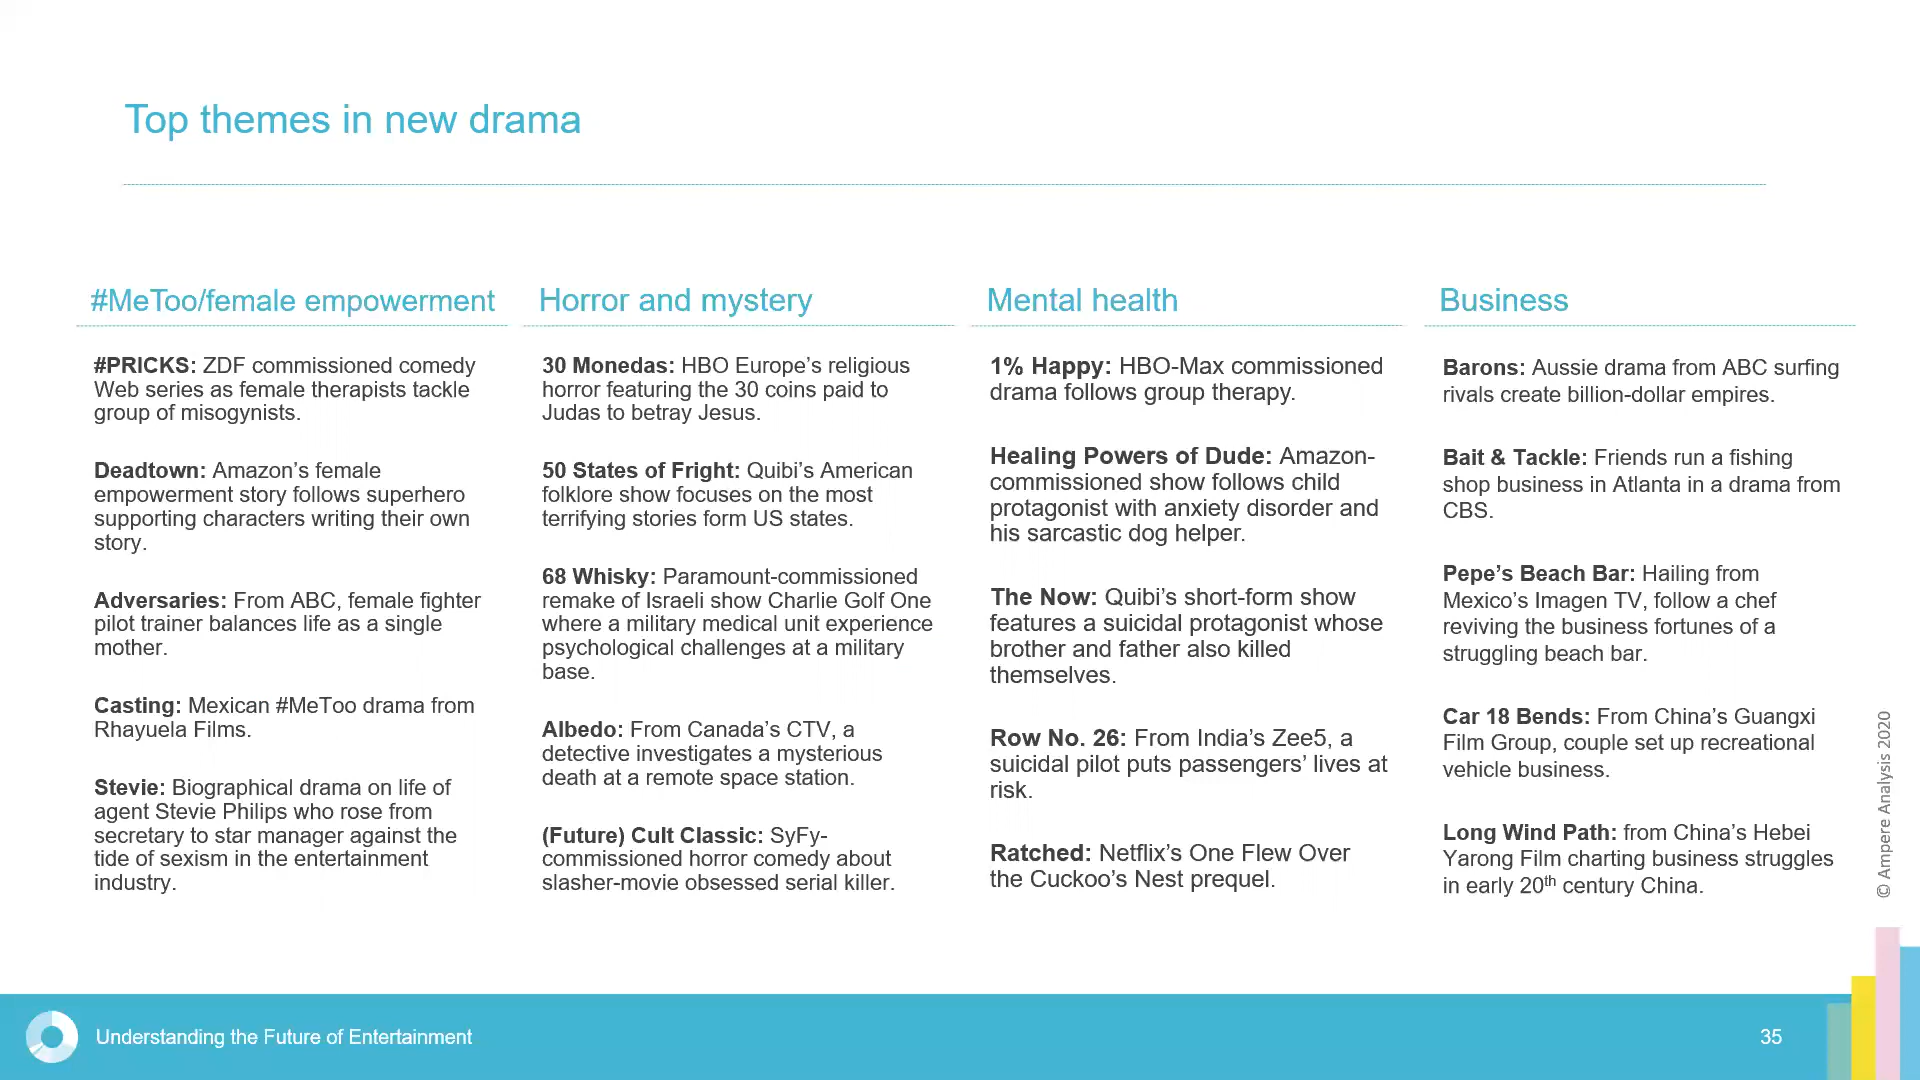 Top themes in new drama
#MeToo/female empowerment
#PRICKS: ZDF commissioned comedy
Web series as female therapists tackle
group of misogynists.
Deadtown: Amazon’s female
empowerment story follows superhero
supporting characters writing their own
story.
Adversaries: From ABC, female fighter
pilot trainer balances life as a single
mother.
Casting: Mexican #MeToo drama from
Rhayuela Films.
Stevie: Biographical drama on life of
agent Stevie Philips who rose from
secretary to star manager against the
tide of sexism in the entertainment
industry.
Horror and mystery
30 Monedas: HBO Europe’s religious
horror featuring the 30 coins paid to
Judas to betray Jesus.
50 States of Fright: Quibi’s American
folklore show focuses on the most
terrifying stories form US states.
68 Whisky: Paramount-commissioned
remake of Israeli show Charlie Golf One
where a military medical unit experience
psychological challenges at a military
base.
Albedo: From Canada’s CTV, a
detective investigates a mysterious
death at a remote space station.
(Future) Cult Classic: SyFy-
commissioned horror comedy about
slasher-movie obsessed serial killer.
Mental health
1% Happy: HBO-Max commissioned
drama follows group therapy.
Healing Powers of Dude: Amazon-
commissioned show follows child
protagonist with anxiety disorder and
his sarcastic dog helper.
The Now: Quibi’s short-form show
features a suicidal protagonist whose
brother and father also killed
themselves.
Row No. 26: From India’s Zee5, a
suicidal pilot puts passengers’ lives at
risk.
Ratched: Netflix’s One Flew Over
the Cuckoo’s Nest prequel.
Business
Barons: Aussie drama from ABC surfing
rivals create billion-dollar empires.
Bait & Tackle: Friends run a fishing
shop business in Atlanta in a drama from
CBS.
Pepe’s Beach Bar: Hailing from
Mexico’s Imagen TV, follow a chef
reviving the business fortunes of a
struggling beach bar.
Car 18 Bends: From China’s Guangxi
Film Group, couple set up recreational
vehicle business.
Long Wind Path: from China’s Hebei
Yarong Film charting business struggles
in early 20th century China.
© Ampere Analysis 2020
Understanding the Future of Entertainment
35